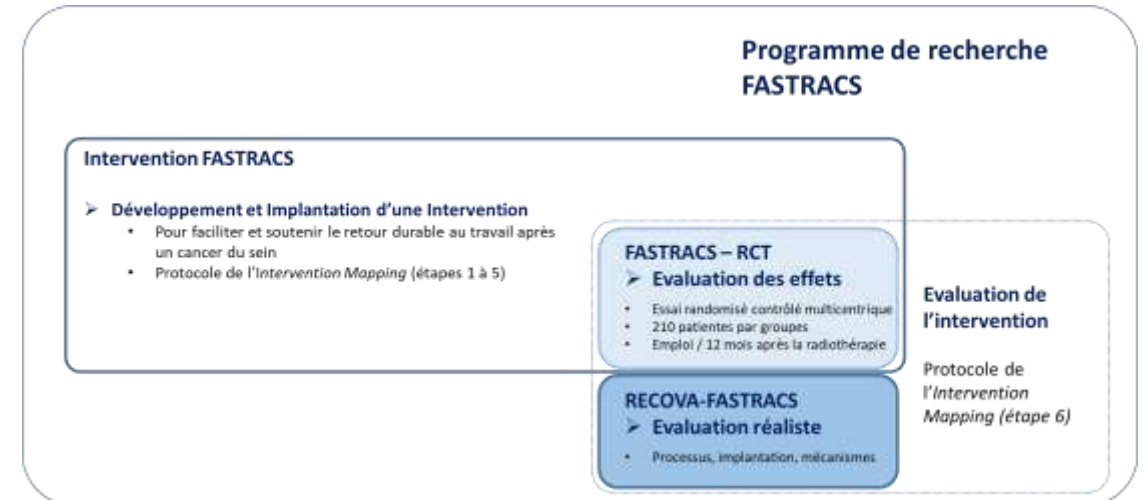 Programme de recherche
FASTRACS
Intervention FASTRACS
➢ Développement et Implantation d'une Intervention
• Pour faciliter et soutenir le retour durable au travail après
un cancer du sein
• Protocole de l'Intervention Mapping (étapes 1 à 5)
FASTRACS – RCT
➢ Evaluation des effets
• Essai randomisé contrôlé multicentrique
• 210 patientes par groupes
• Emploi / 12 mois après la radiothérapie
RECOVA-FASTRACS
➢ Evaluation réaliste
• Processus, implantation, mécanismes
Evaluation de
l'intervention
Protocole de
l'Intervention
Mapping (étape 6)